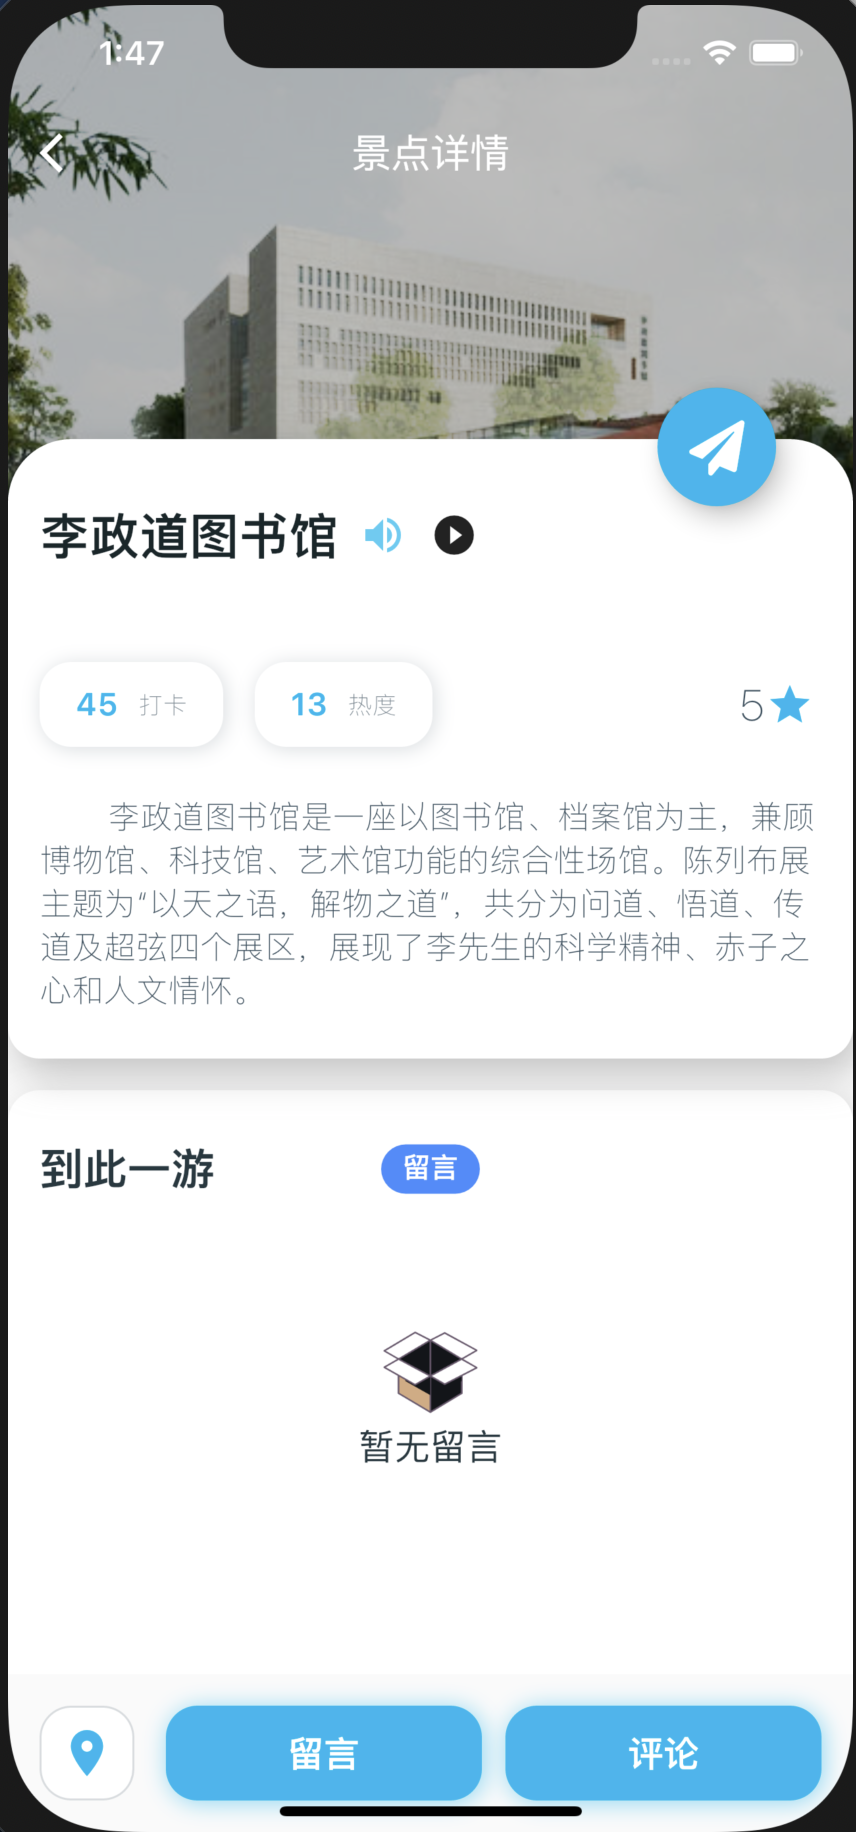 1:47
景点详情
李政道图书馆
李政道图书馆
45 打卡
13 热度
5
李政道图书馆是一座以图书馆、档案馆为主，兼顾
博物馆、科技馆、艺术馆功能的综合性场馆。陈列布展
主题为“以天之语，解物之道”，共分为问道、悟道、传
道及超弦四个展区，展现了李先生的科学精神、赤子之
心和人文情怀。
到此一游
留言
暂无留言
留言
评论